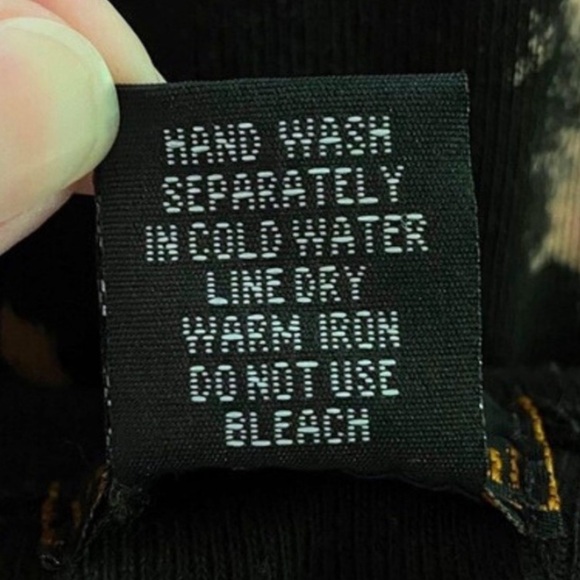 HAND WASH
SEPARATELY
IN COLD WATER
LINE DRY
WARM IRON
DO NOT USE
BLEACH